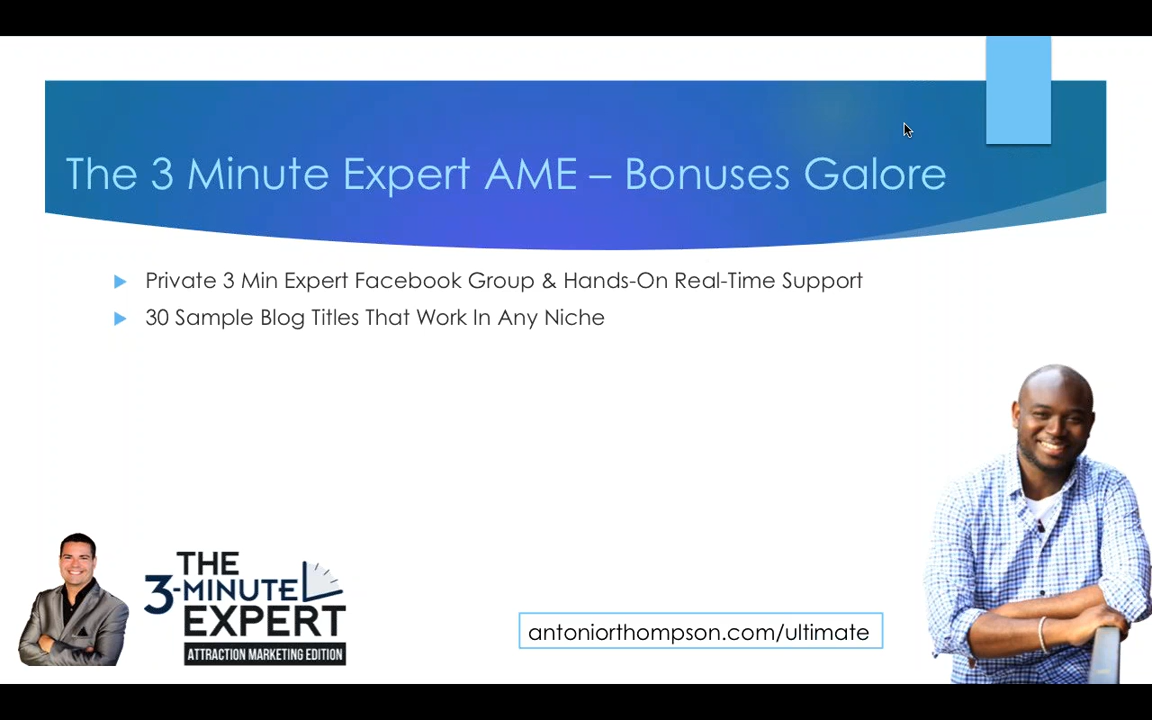 The 3 Minute Expert AME – Bonuses Galore
Private 3 Min Expert Facebook Group & Hands-On Real-Time Support
30 Sample Blog Titles That Work In Any Niche
THE
3-MINUTE
EXPERT
ATTRACTION MARKETING EDITION
antoniorthompson.com/ultimate